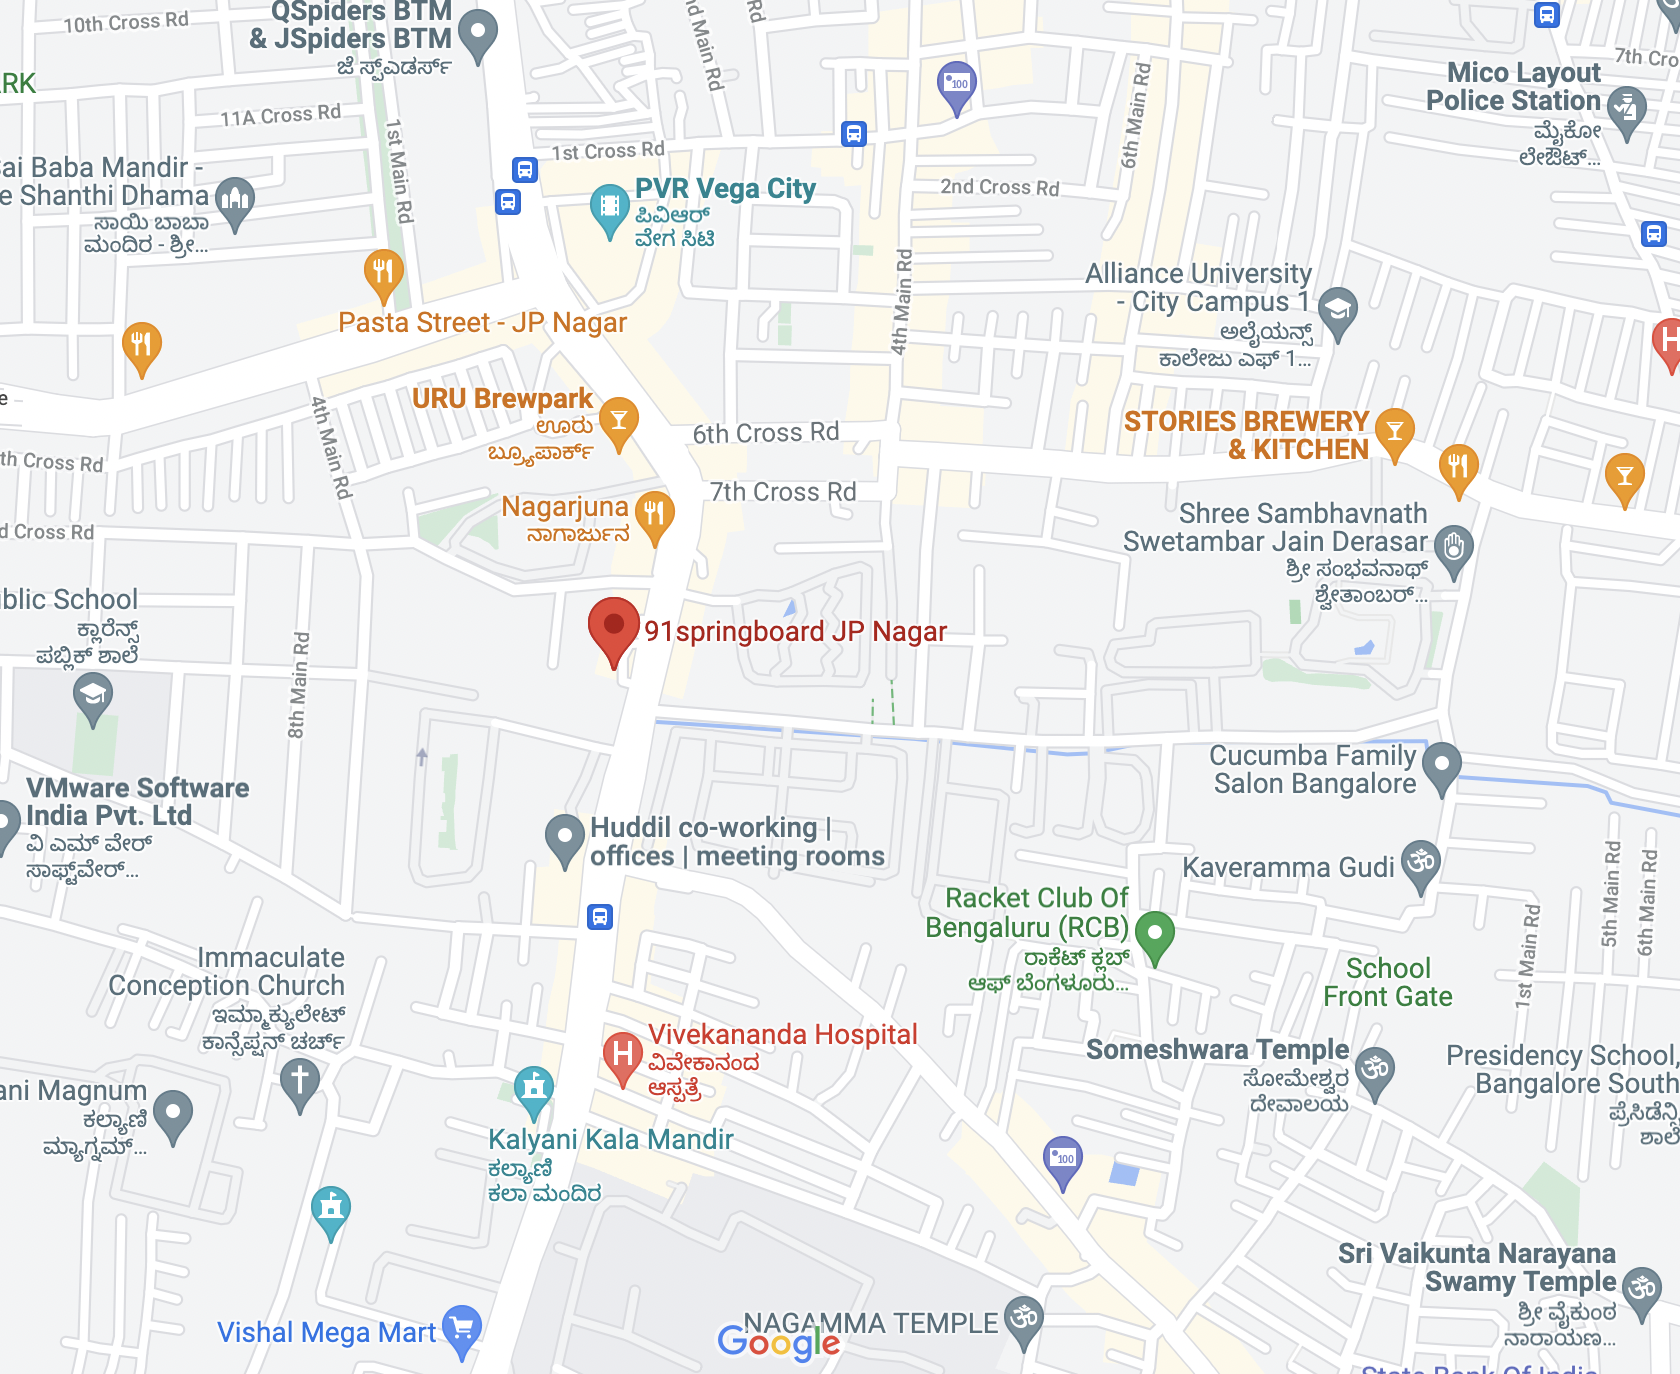 10th Cross Rd
QSpiders BTM
& JSpiders BTM
ಜೆ ಸ್ಪೈಡರ್ಸ್
nd Main Rd
Rd
7th Cro
ARK
11A Cross Rd
1st Main Rd
1st Cross Rd
6th Main Rd
Mico Layout
Police Station
ಮೈಕೋ
ಲೇಔಟ್...
Sai Baba Mandir -
e Shanthi Dhama
ಸಾಯಿ ಬಾಬಾ
ಮಂದಿರ - ಶ್ರೀ...
PVR Vega City
ಪಿವಿಆರ್
ವೇಗ ಸಿಟಿ
2nd Cross Rd
4th Main Rd
Alliance University
- City Campus 1
ಅಲೈಯನ್ಸ್
ಕಾಲೇಜು ಎಫ್ 1...
Pasta Street - JP Nagar
e
4th Main Rd
URU Brewpark
ಊರು
ಬ್ರ್ಯೂಪಾರ್ಕ್
6th Cross Rd
STORIES BREWERY
& KITCHEN
th Cross Rd
7th Cross Rd
Nagarjuna
ನಾಗಾರ್ಜುನ
Shree Sambhavnath
Swetambar Jain Derasar
ಶ್ರೀ ಸಂಭವನಾಥ್
ಶ್ವೇತಾಂಬರ್...
d Cross Rd
blic School
ಕ್ಲಾರೆನ್ಸ್
ಪಬ್ಲಿಕ್ ಶಾಲೆ
91springboard JP Nagar
8th Main Rd
Cucumba Family
Salon Bangalore
VMware Software
India Pvt. Ltd
ವಿ ಎಮ್ ವೇರ್
ಸಾಫ್ಟ್‌ವೇರ್...
Huddil co-working |
offices | meeting rooms
Kaveramma Gudi
5th Main Rd
6th Main Rd
Racket Club Of
Bengaluru (RCB)
ರಾಕೆಟ್ ಕ್ಲಬ್
ಆಫ್ ಬೆಂಗಳೂರು...
1st Main Rd
School
Front Gate
Immaculate
Conception Church
ಇಮ್ಮಾಕ್ಯುಲೇಟ್
ಕಾನ್ಸೆಪ್ಷನ್ ಚರ್ಚ್
Vivekananda Hospital
ವಿವೇಕಾನಂದ
ಆಸ್ಪತ್ರೆ
Someshwara Temple
ಸೋಮೇಶ್ವರ
ದೇವಾಲಯ
Presidency School,
Bangalore South
ಪ್ರೆಸಿಡೆನ್ಸಿ
ಶಾಲೆ
ani Magnum
ಕಲ್ಯಾಣಿ
ಮ್ಯಾಗ್ನಮ್...
Kalyani Kala Mandir
ಕಲ್ಯಾಣಿ
ಕಲಾ ಮಂದಿರ
Sri Vaikunta Narayana
Swamy Temple
ಶ್ರೀ ವೈಕುಂಠ
ನಾರಾಯಣ...
Vishal Mega Mart
NAGAMMA TEMPLE
Google
State Bank Of India